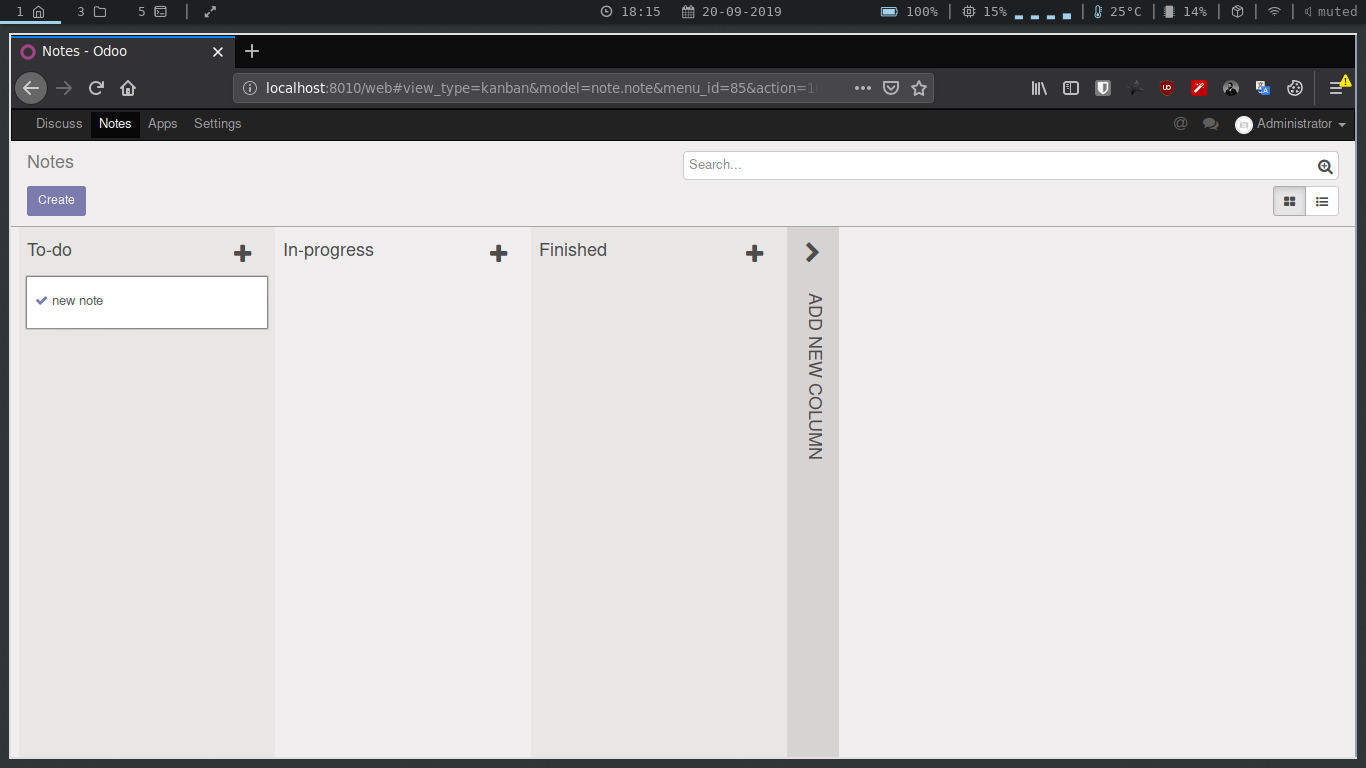 1 3 5 18:15 20-09-2019 100% 15% 25°C 14% muted
Notes - Odoo
localhost:8010/web#view_type=kanban&model=note.note&menu_id=85&action=1
Discuss Notes Apps Settings @ Administrator
Notes
Search...
Create
To-do In-progress Finished
new note
ADD NEW COLUMN